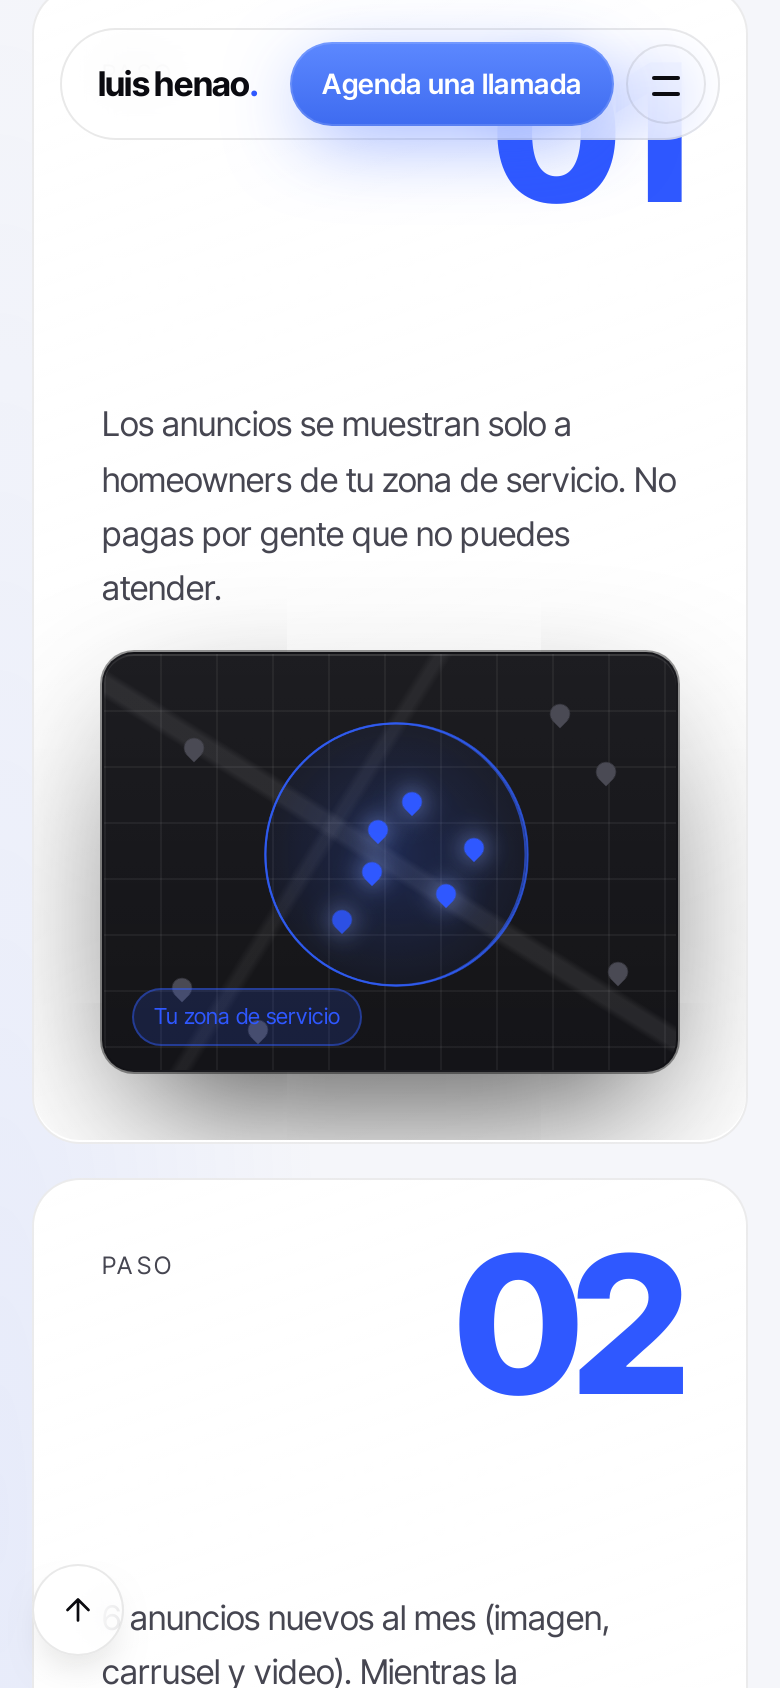 luis henao.
Agenda una llamada
01
Los anuncios se muestran solo a
homeowners de tu zona de servicio. No
pagas por gente que no puedes
atender.
Tu zona de servicio
PASO
02
6 anuncios nuevos al mes (imagen,
carrusel y video). Mientras la